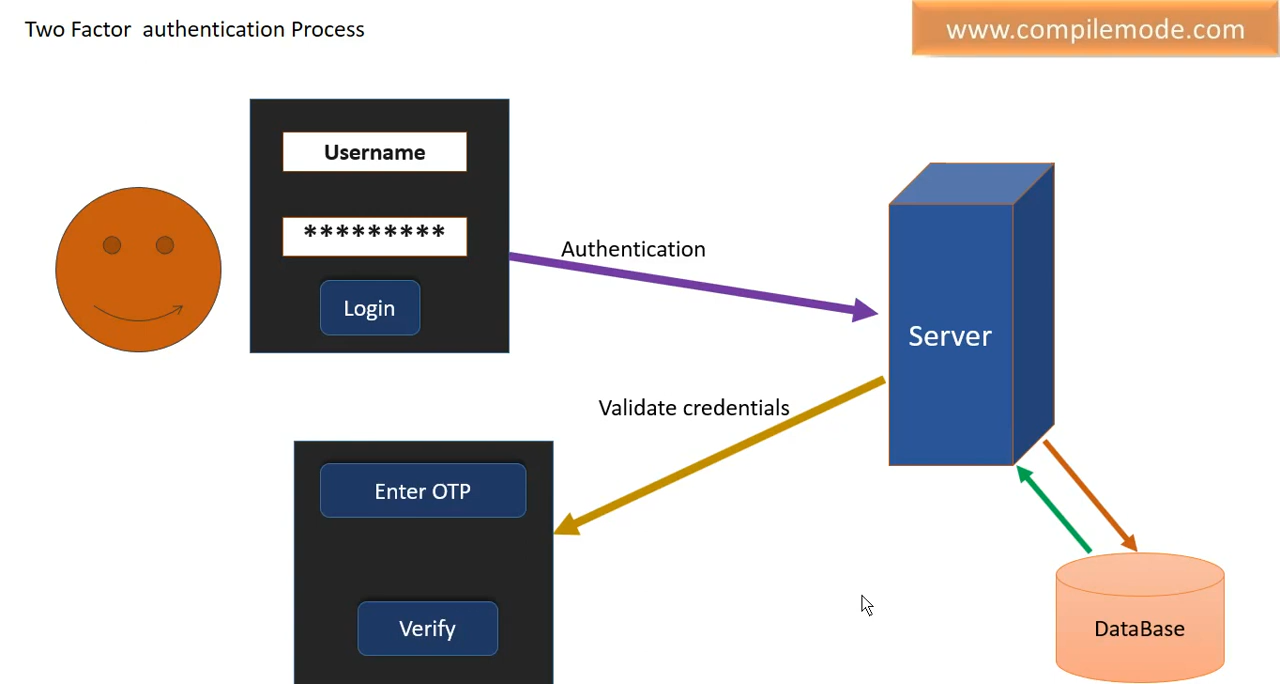 Two Factor  authentication Process
www.compilemode.com
Username
*********
Login
Authentication
Server
Validate credentials
Enter OTP
Verify
DataBase